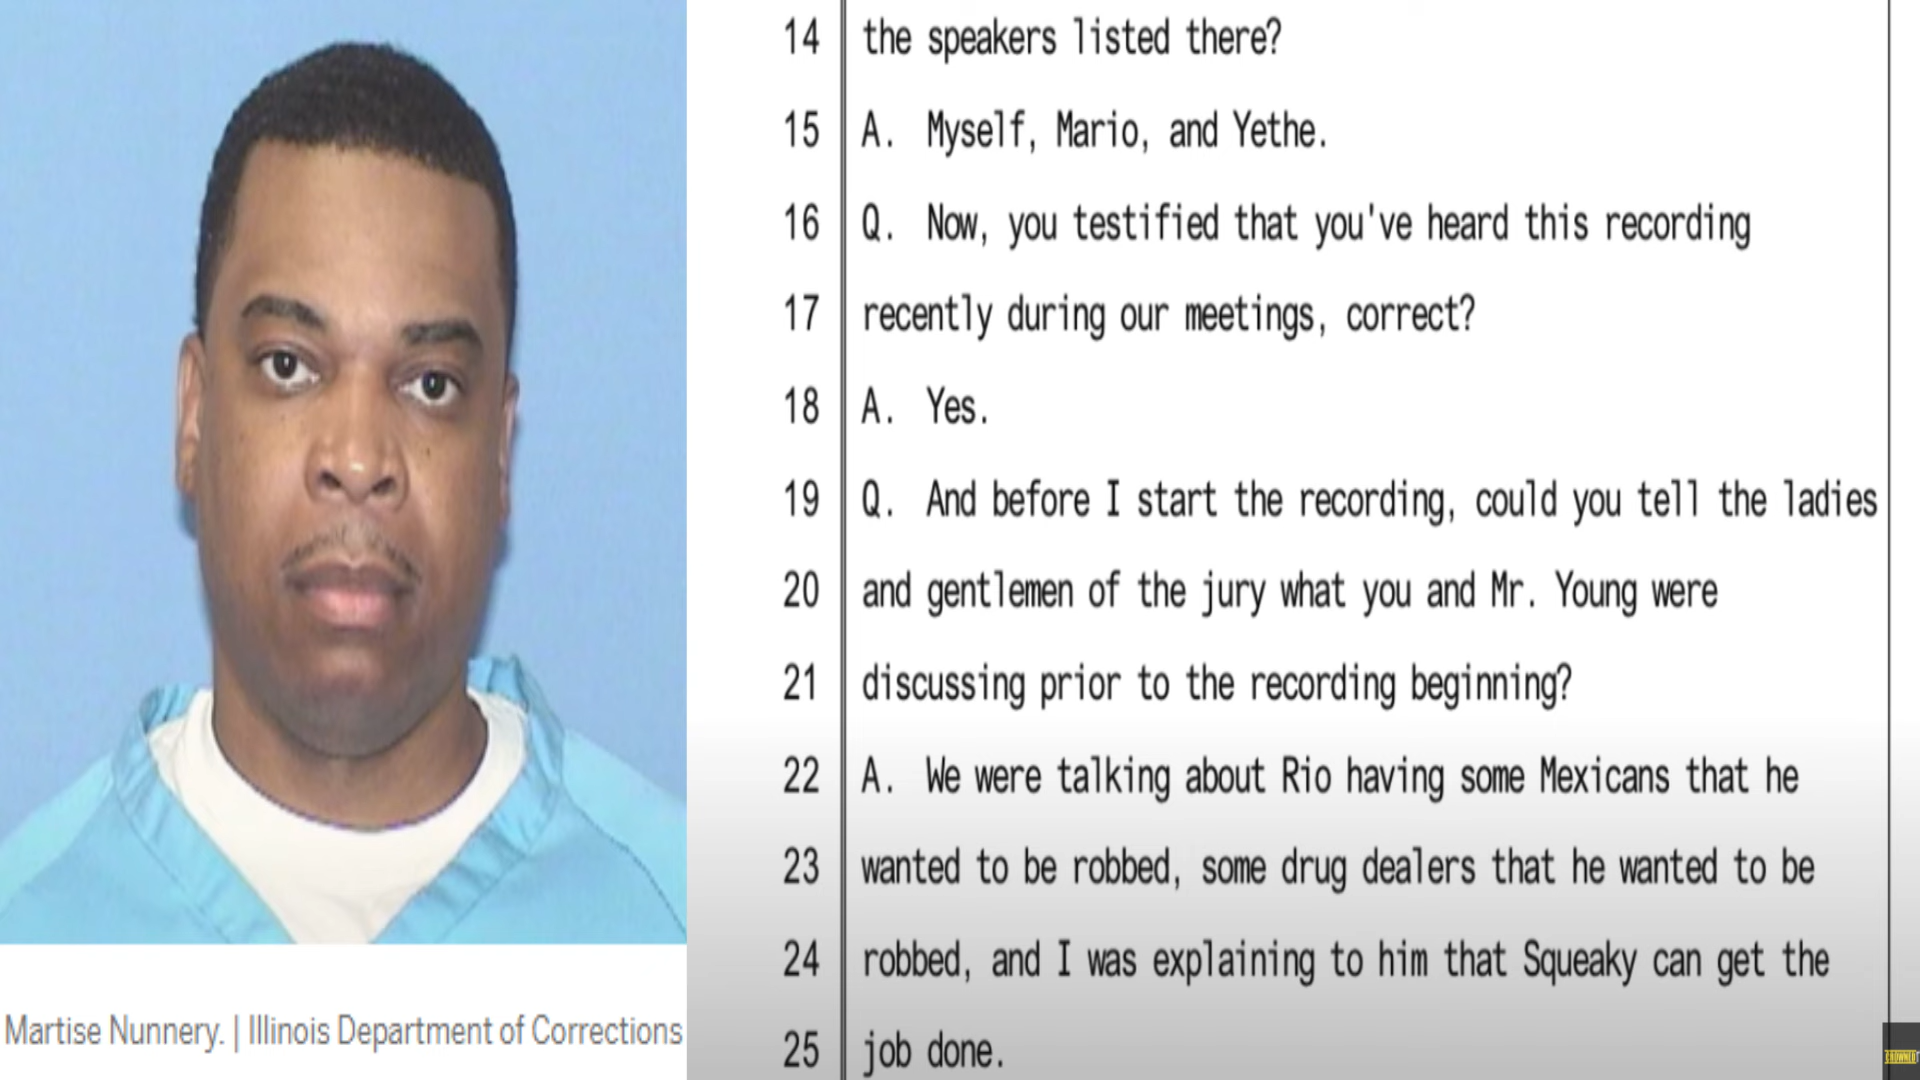 Martise Nunnery. | Illinois Department of Corrections
14 the speakers listed there?
15 A. Myself, Mario, and Yethe.
16 Q. Now, you testified that you've heard this recording
17 recently during our meetings, correct?
18 A. Yes.
19 Q. And before I start the recording, could you tell the ladies
20 and gentlemen of the jury what you and Mr. Young were
21 discussing prior to the recording beginning?
22 A. We were talking about Rio having some Mexicans that he
23 wanted to be robbed, some drug dealers that he wanted to be
24 robbed, and I was explaining to him that Squeaky can get the
25 job done.